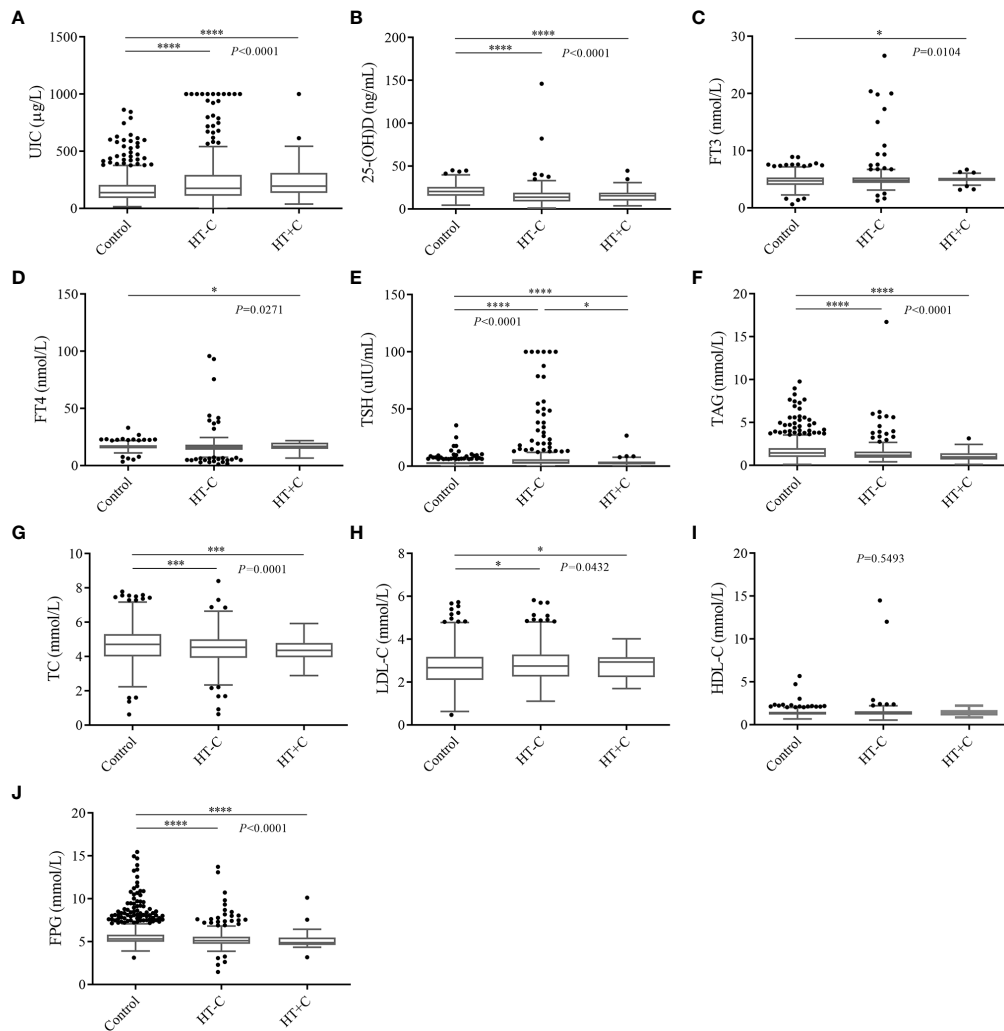 A
UIC (μg/L)
1500
1000
500
0
****
****
P<0.0001
Control
HT-C
HT+C
B
25-(OH)D (ng/mL)
200
150
100
50
0
****
****
P<0.0001
Control
HT-C
HT+C
C
FT3 (nmol/L)
30
20
10
0
*
P=0.0104
Control
HT-C
HT+C
D
FT4 (nmol/L)
150
100
50
0
*
P=0.0271
Control
HT-C
HT+C
E
TSH (uIU/mL)
150
100
50
0
****
**** *
P<0.0001
Control
HT-C
HT+C
F
TAG (mmol/L)
20
15
10
5
0
****
****
P<0.0001
Control
HT-C
HT+C
G
TC (mmol/L)
10
8
6
4
2
0
***
***
P=0.0001
Control
HT-C
HT+C
H
LDL-C (mmol/L)
8
6
4
2
0
*
*
P=0.0432
Control
HT-C
HT+C
I
HDL-C (mmol/L)
20
15
10
5
0
P=0.5493
Control
HT-C
HT+C
J
FPG (mmol/L)
20
15
10
5
0
****
****
P<0.0001
Control
HT-C
HT+C